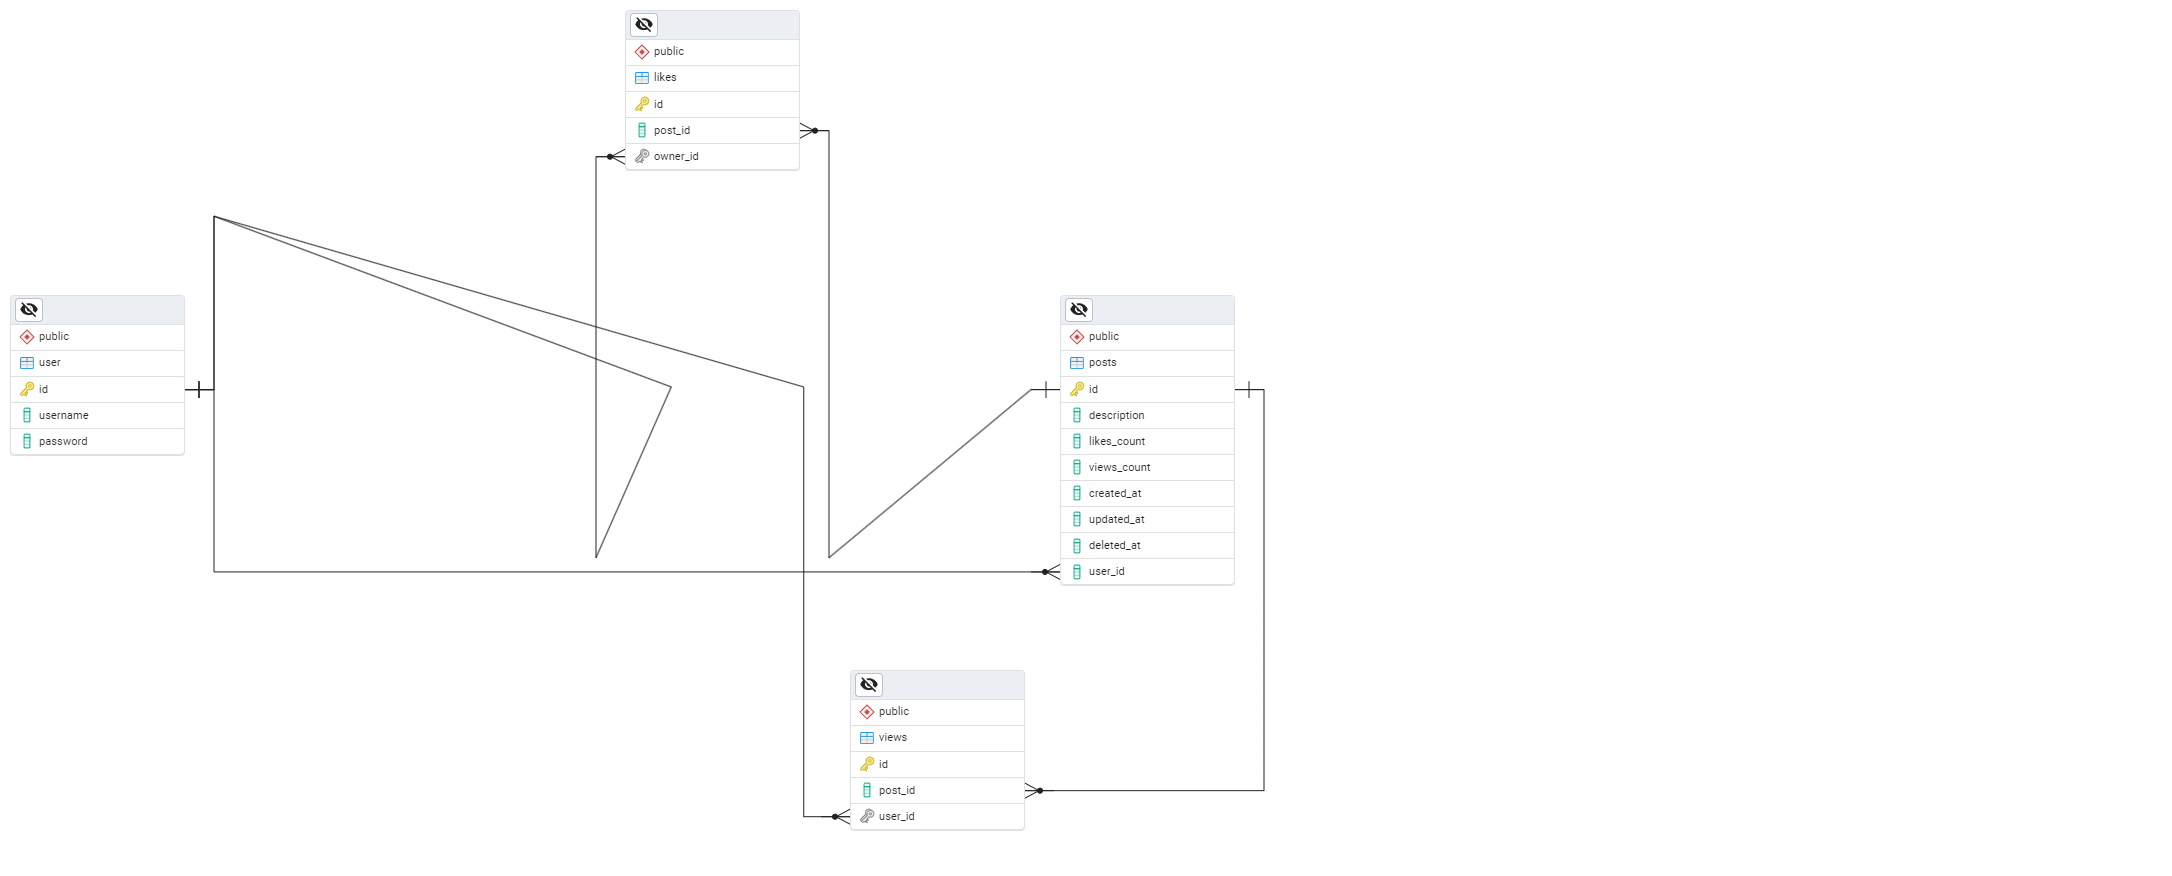 public
likes
id
post_id
owner_id
public
user
id
username
password
public
posts
id
description
likes_count
views_count
created_at
updated_at
deleted_at
user_id
public
views
id
post_id
user_id